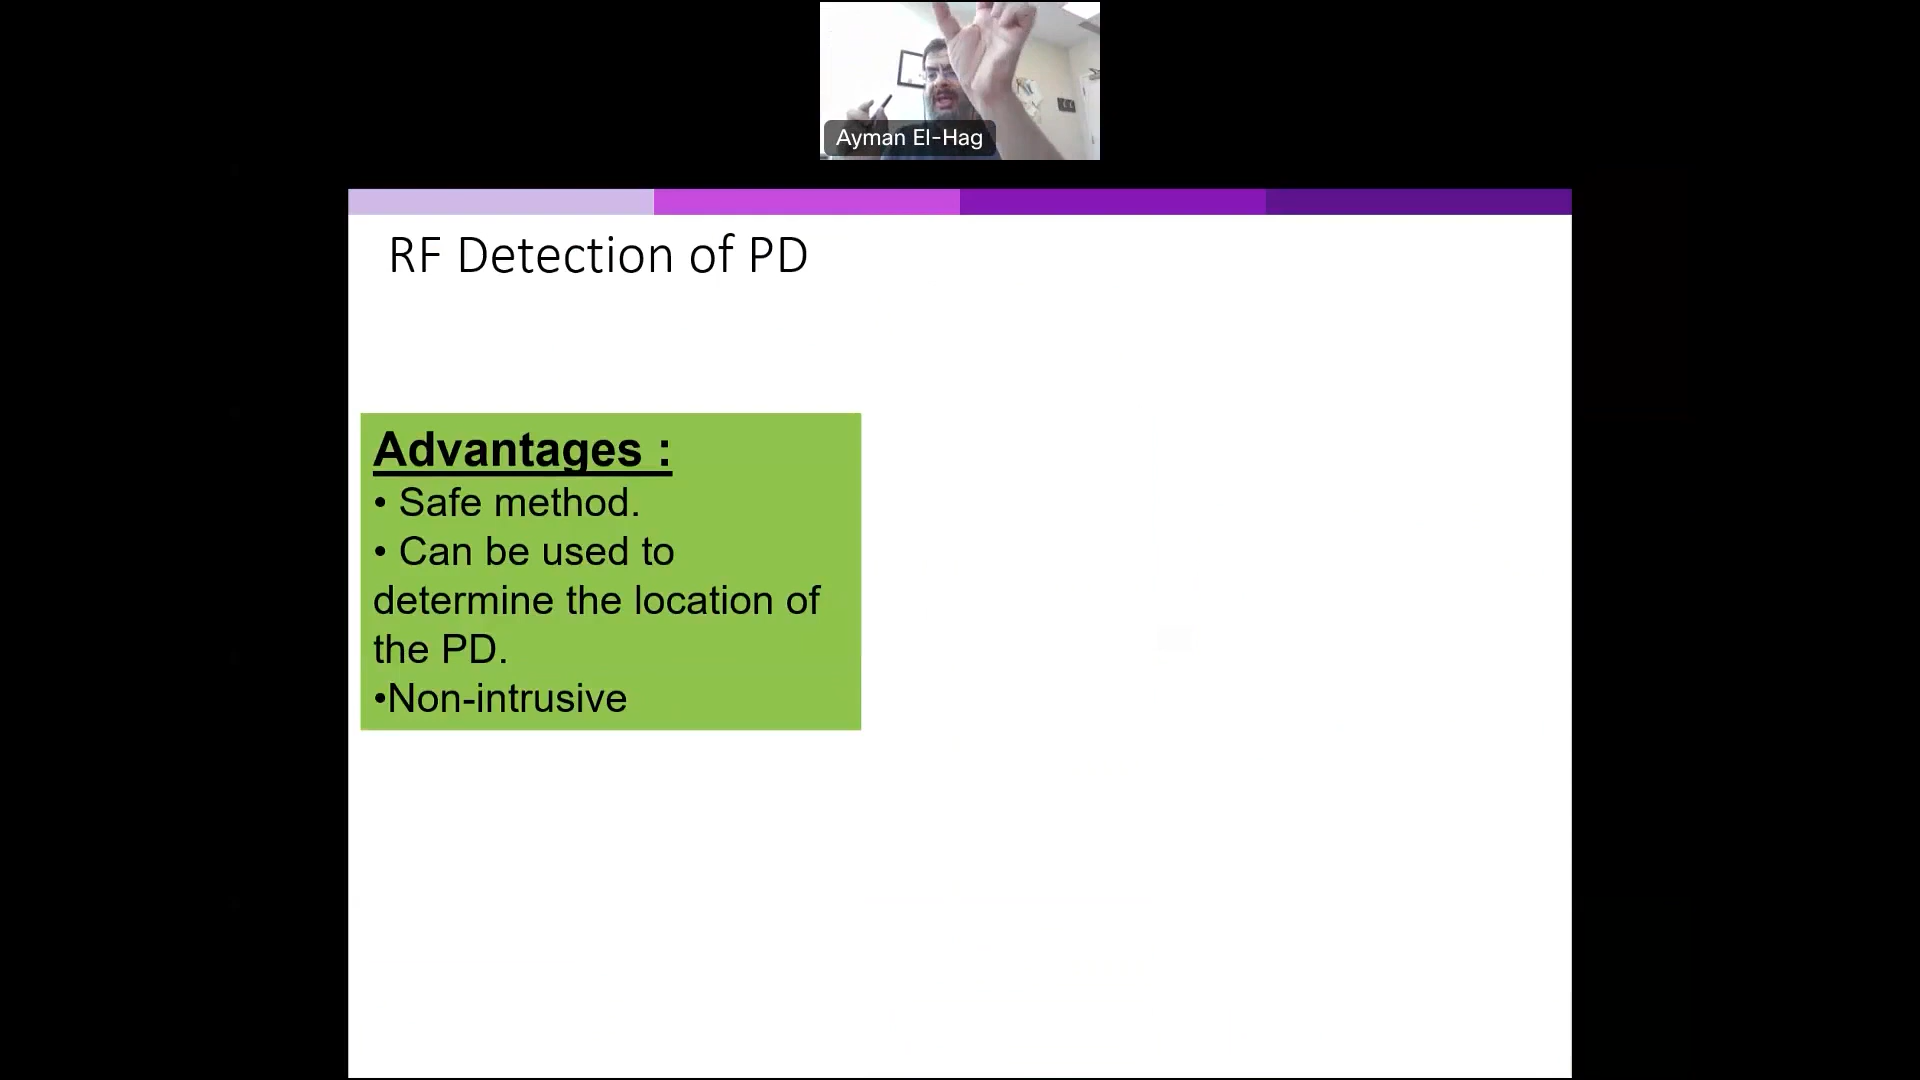 Ayman El-Hag
RF Detection of PD
Advantages :
• Safe method.
• Can be used to
determine the location of
the PD.
•Non-intrusive